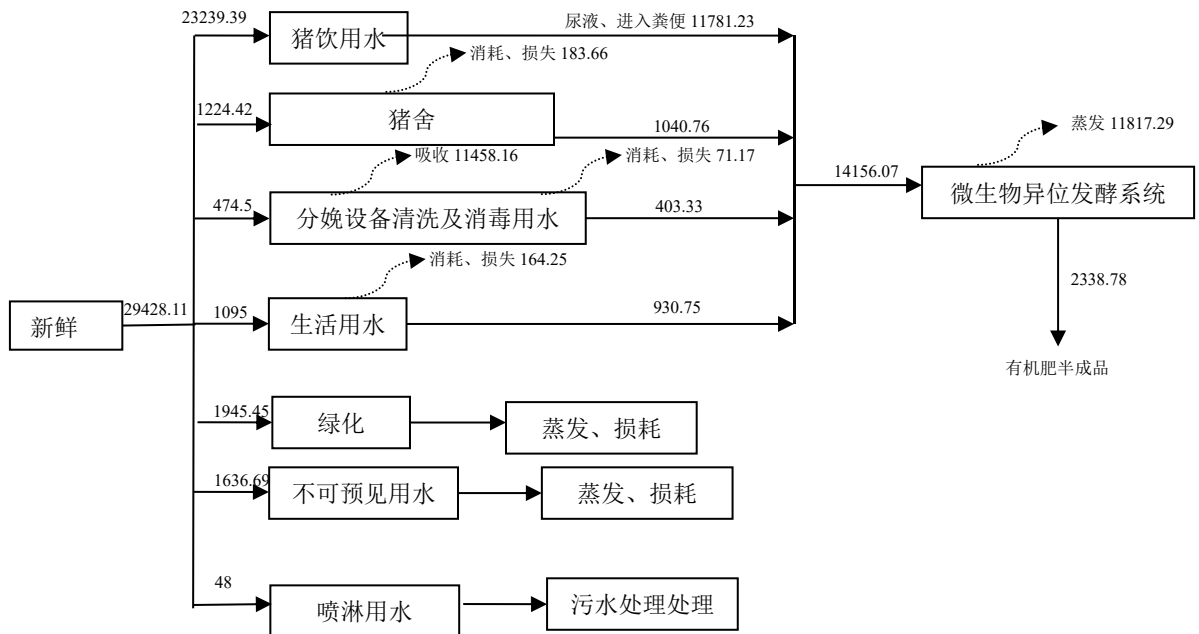 23239.39
猪饮用水
尿液、进入粪便 11781.23
消耗、损失 183.66
1224.42
猪舍
1040.76
吸收 11458.16
消耗、损失 71.17
474.5
分娩设备清洗及消毒用水
403.33
消耗、损失 164.25
新鲜
29428.11
1095
生活用水
930.75
14156.07
蒸发 11817.29
微生物异位发酵系统
2338.78
有机肥半成品
1945.45
绿化
蒸发、损耗
1636.69
不可预见用水
蒸发、损耗
48
喷淋用水
污水处理处理